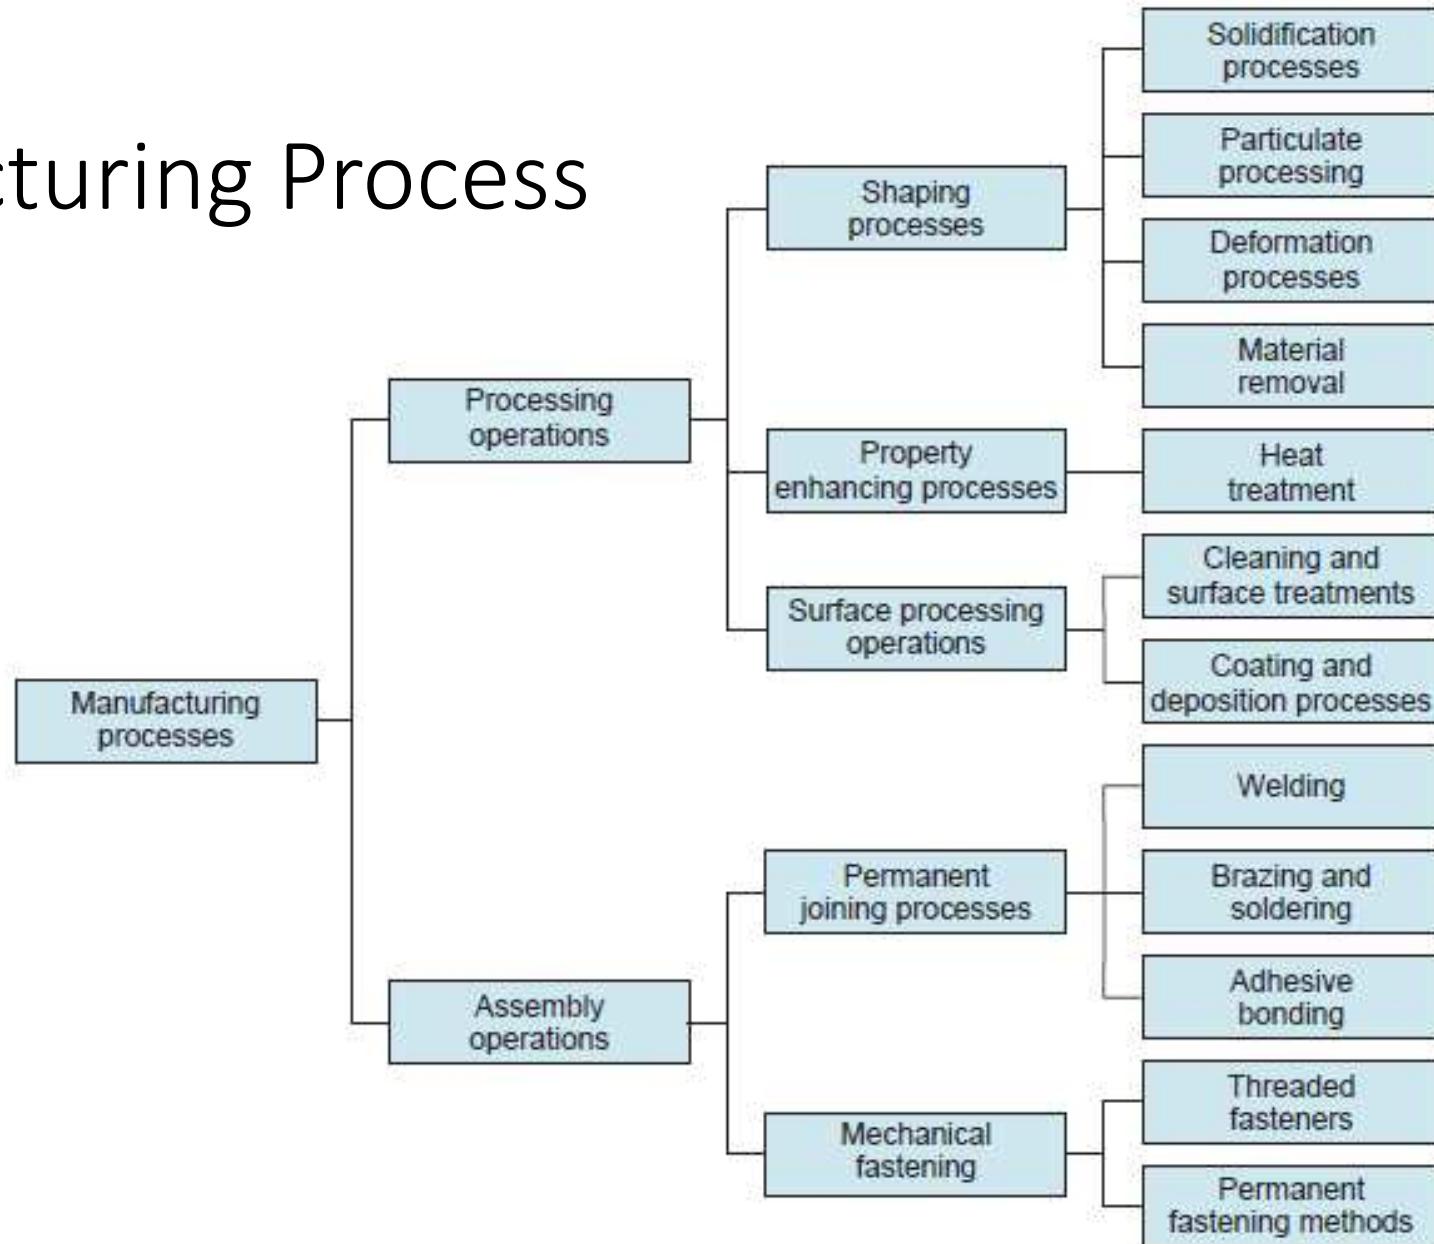 cturing Process
Solidification
processes
Particulate
processing
Shaping
processes
Deformation
processes
Material
removal
Processing
operations
Property
enhancing processes
Heat
treatment
Cleaning and
surface treatments
Surface processing
operations
Coating and
deposition processes
Manufacturing
processes
Welding
Permanent
joining processes
Brazing and
soldering
Adhesive
bonding
Assembly
operations
Threaded
fasteners
Mechanical
fastening
Permanent
fastening methods